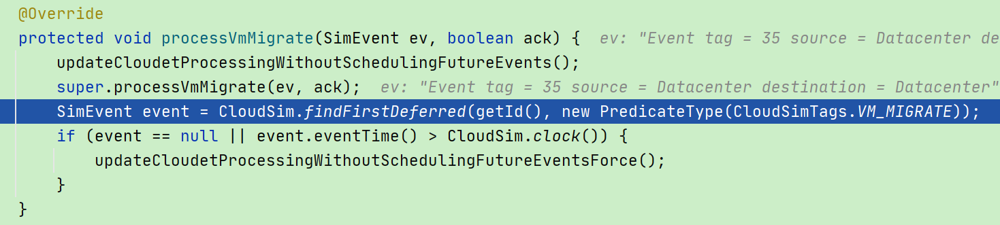 @Override
protected void processVmMigrate(SimEvent ev, boolean ack) {  ev: "Event tag = 35 source = Datacenter de
    updateCloudetProcessingWithoutSchedulingFutureEvents();
    super.processVmMigrate(ev, ack);  ev: "Event tag = 35 source = Datacenter destination = Datacenter"
    SimEvent event = CloudSim.findFirstDeferred(getId(), new PredicateType(CloudSimTags.VM_MIGRATE));
    if (event == null || event.eventTime() > CloudSim.clock()) {
        updateCloudetProcessingWithoutSchedulingFutureEventsForce();
    }
}